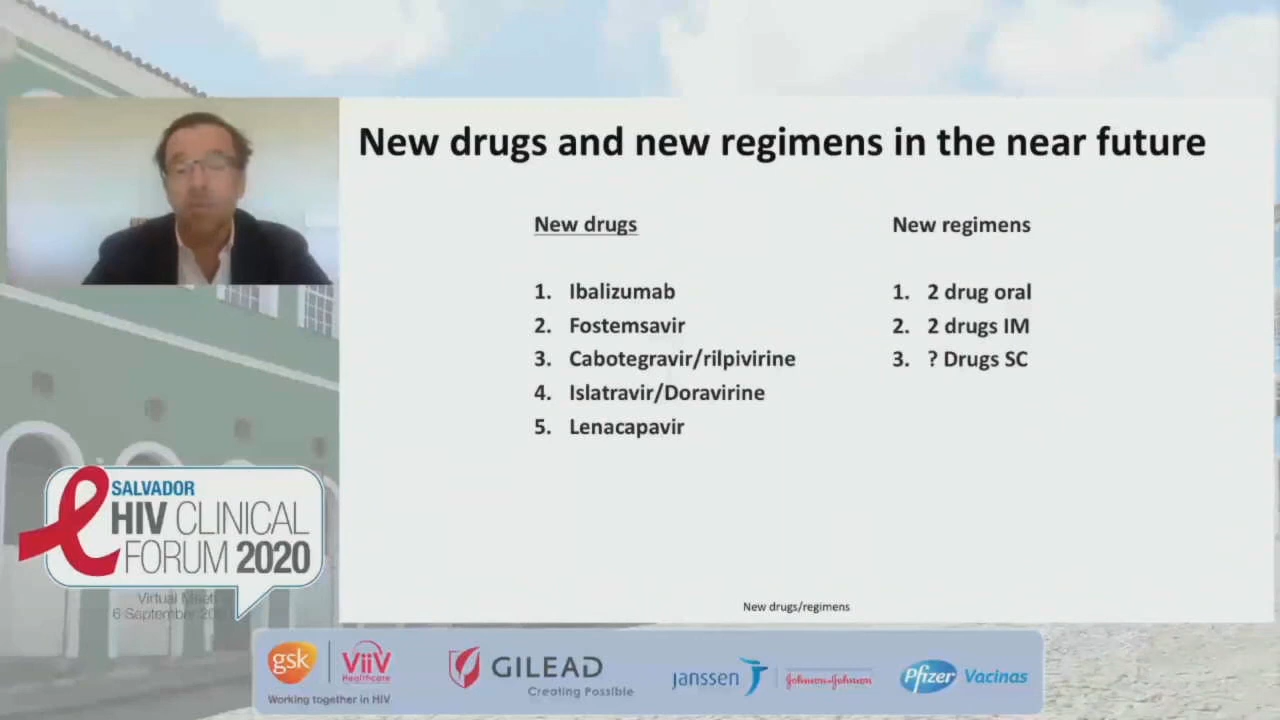 New drugs and new regimens in the near future
New drugs
1. Ibalizumab
2. Fostemsavir
3. Cabotegravir/rilpivirine
4. Islatravir/Doravirine
5. Lenacapavir
New regimens
1. 2 drug oral
2. 2 drugs IM
3. ? Drugs SC
New drugs/regimens
SALVADOR
HIV CLINICAL
FORUM 2020
Virtual
6 September
gsk
ViiV
Healthcare
Working together in HIV
GILEAD
Creating Possible
janssen
Johnson & Johnson
Pfizer Vacinas